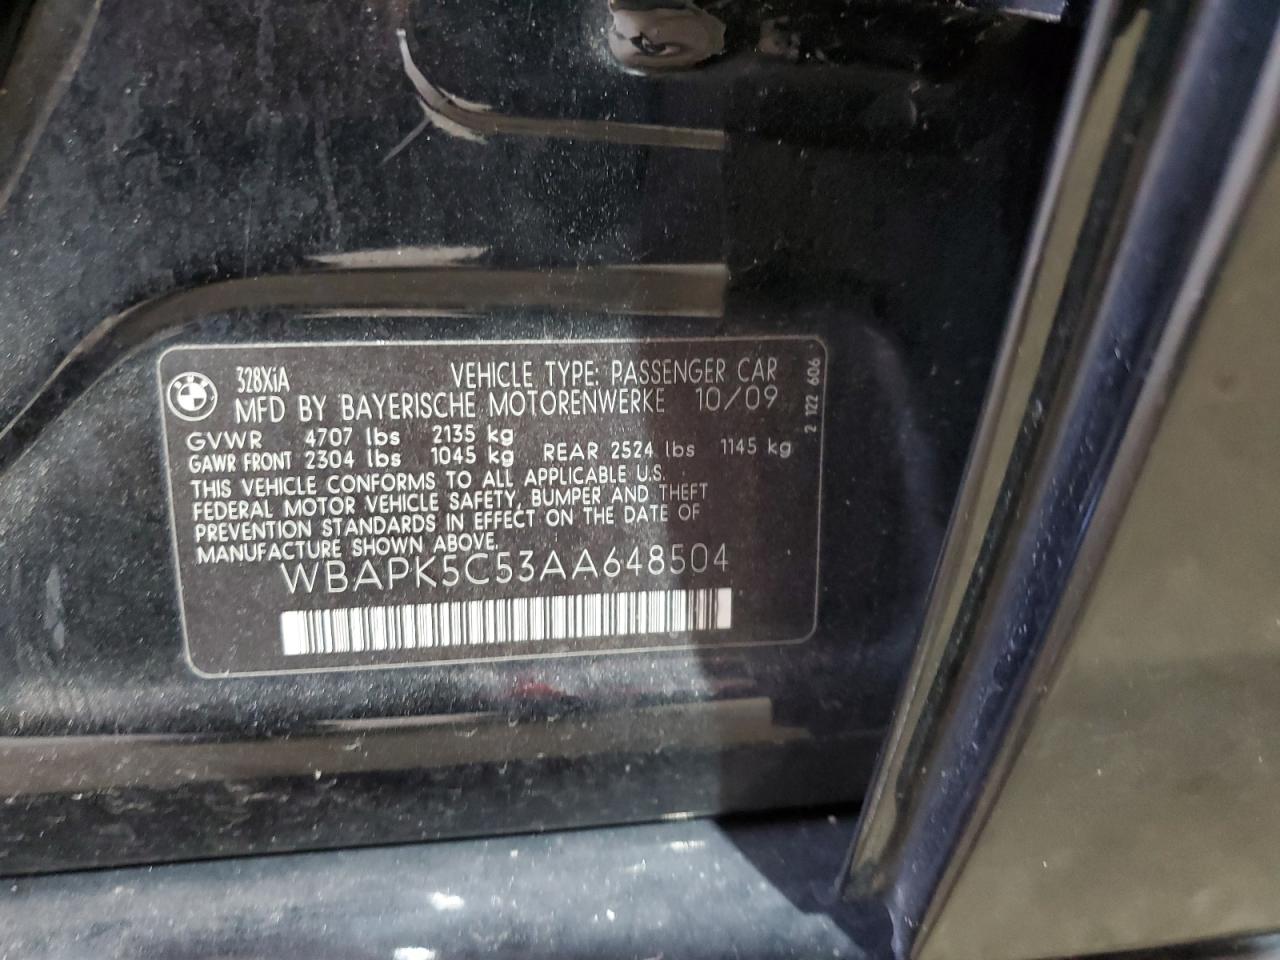 328XiA VEHICLE TYPE: PASSENGER CAR
MFD BY BAYERISCHE MOTORENWERKE 10/09
GVWR 4707 lbs 2135 kg
GAWR FRONT 2304 lbs 1045 kg REAR 2524 lbs 1145 kg
THIS VEHICLE CONFORMS TO ALL APPLICABLE U.S.
FEDERAL MOTOR VEHICLE SAFETY, BUMPER AND THEFT
PREVENTION STANDARDS IN EFFECT ON THE DATE OF
MANUFACTURE SHOWN ABOVE.
WBAPK5C53AA648504
2 122 606